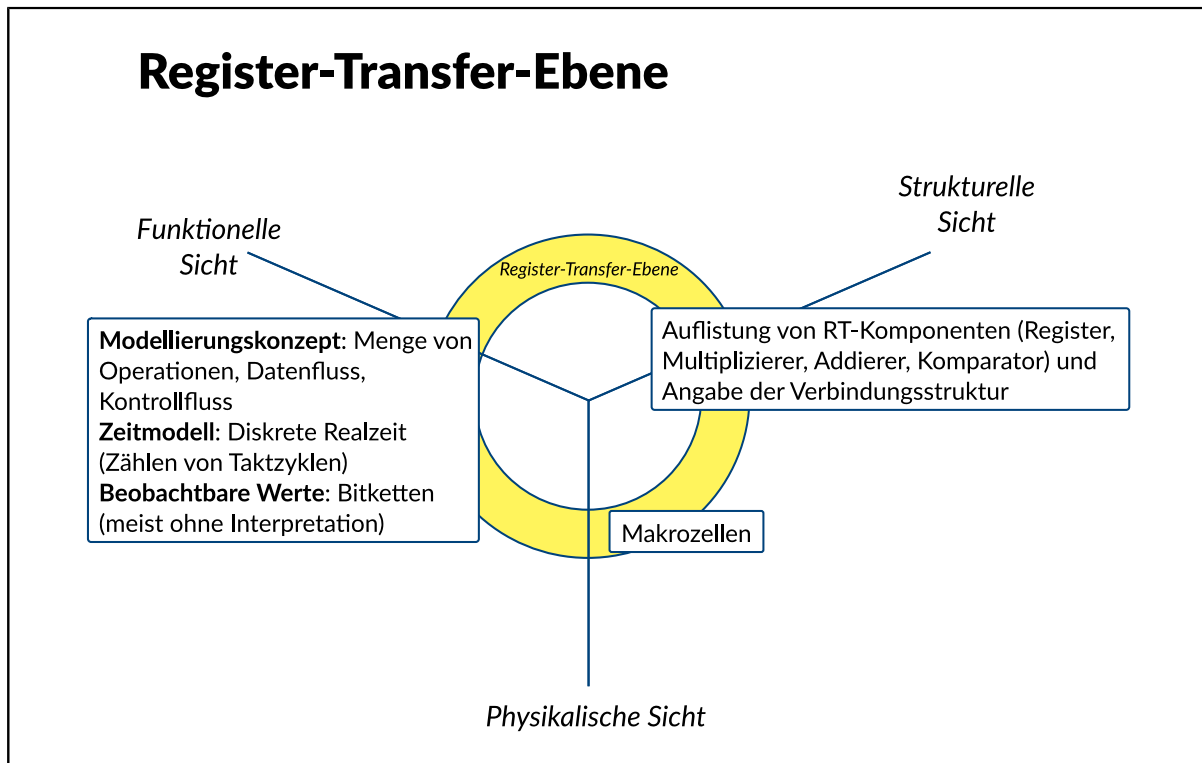 Register-Transfer-Ebene
Strukturelle
Sicht
Funktionelle
Sicht
Register-Transfer-Ebene
Modellierungskonzept: Menge von
Operationen, Datenfluss,
Kontrollfluss
Zeitmodell: Diskrete Realzeit
(Zählen von Taktzyklen)
Beobachtbare Werte: Bitketten
(meist ohne Interpretation)
Auflistung von RT-Komponenten (Register,
Multiplizierer, Addierer, Komparator) und
Angabe der Verbindungsstruktur
Makrozellen
Physikalische Sicht